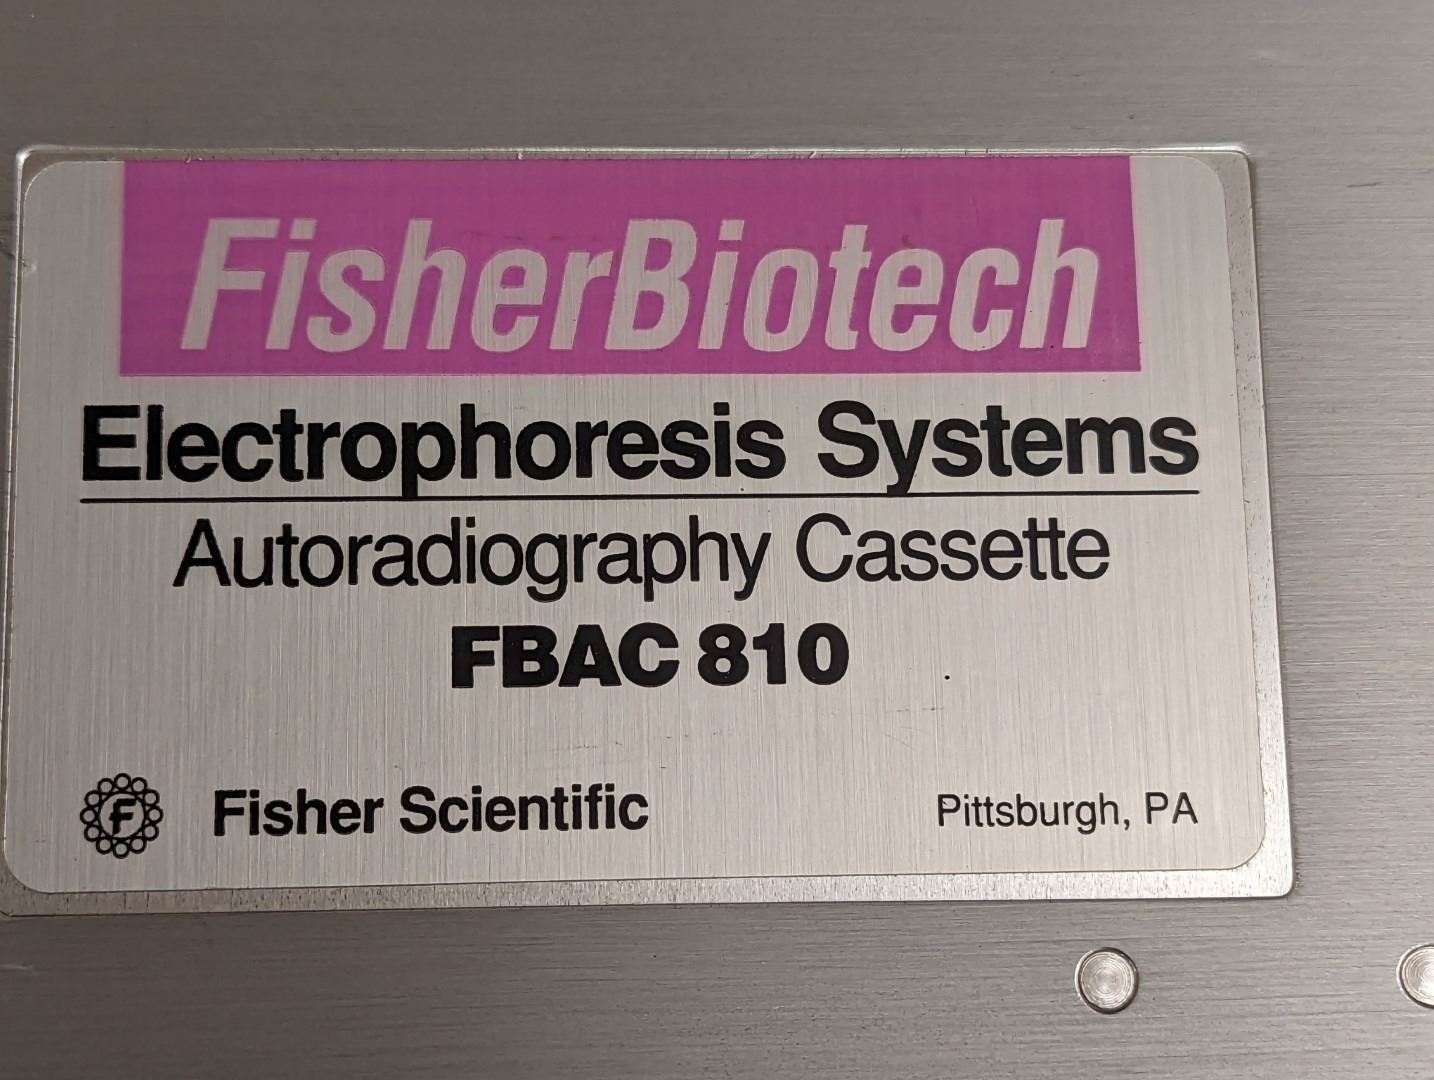 FisherBiotech
Electrophoresis Systems
Autoradiography Cassette
FBAC 810
F Fisher Scientific Pittsburgh, PA